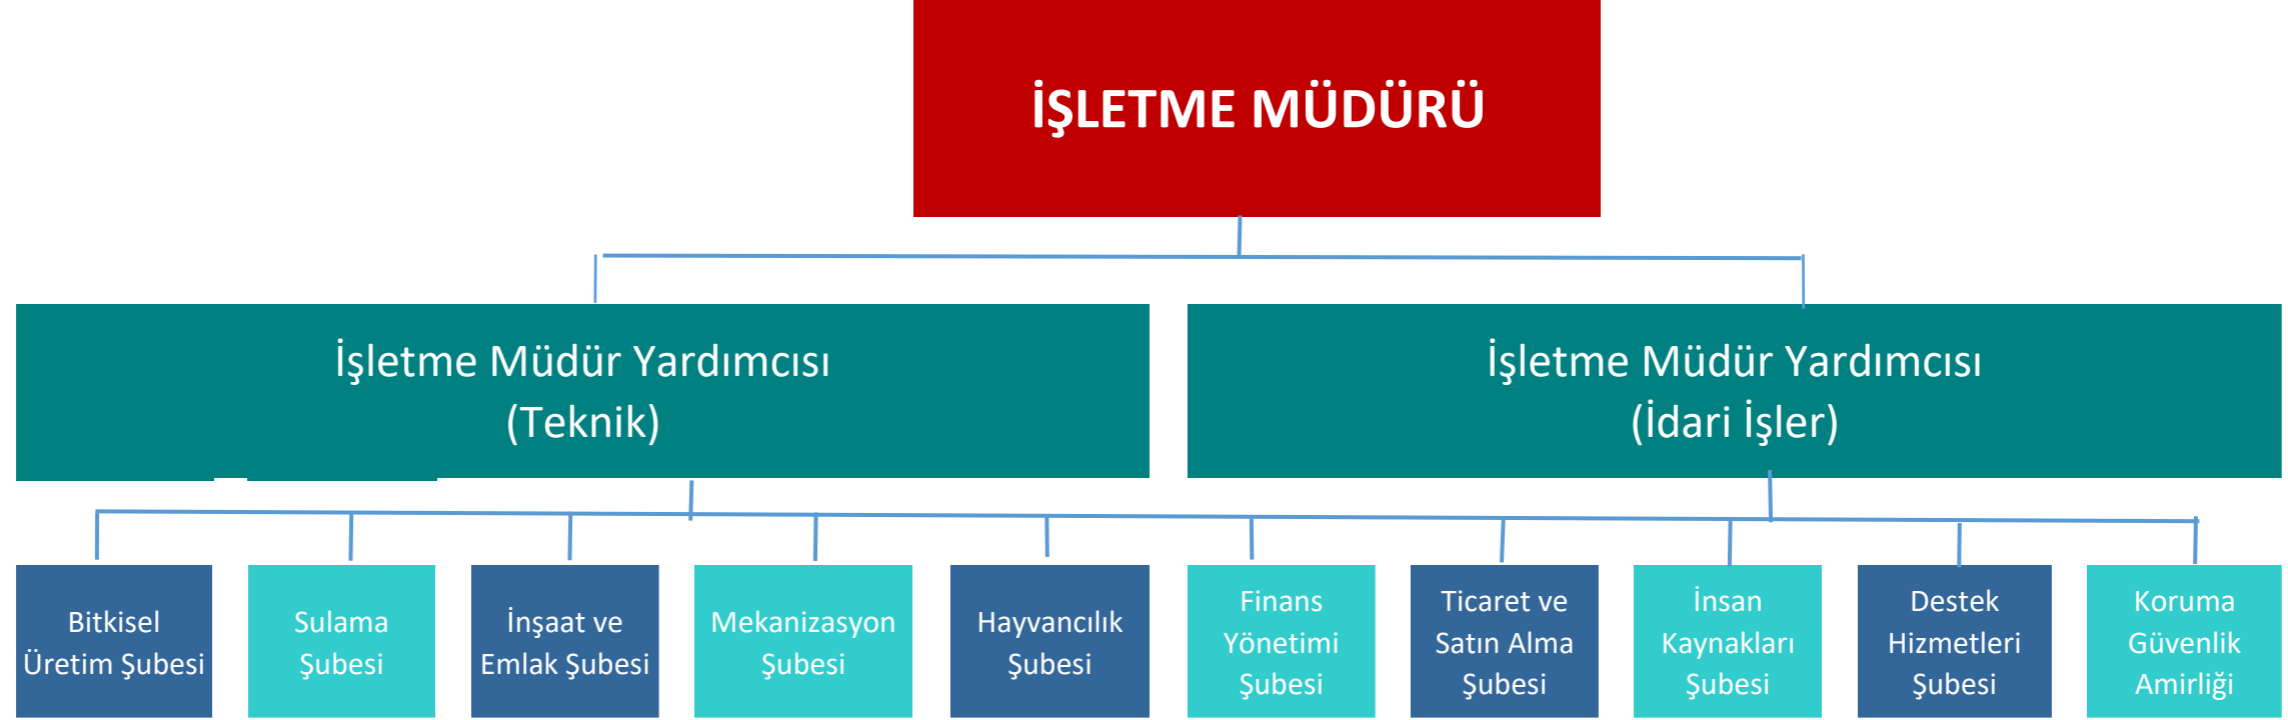 İŞLETME MÜDÜRÜ
İşletme Müdür Yardımcısı
(Teknik)
İşletme Müdür Yardımcısı
(İdari İşler)
Bitkisel
Üretim Şubesi
Sulama
Şubesi
İnşaat ve
Emlak Şubesi
Mekanizasyon
Şubesi
Hayvancılık
Şubesi
Finans
Yönetimi
Şubesi
Ticaret ve
Satın Alma
Şubesi
İnsan
Kaynakları
Şubesi
Destek
Hizmetleri
Şubesi
Koruma
Güvenlik
Amirliği